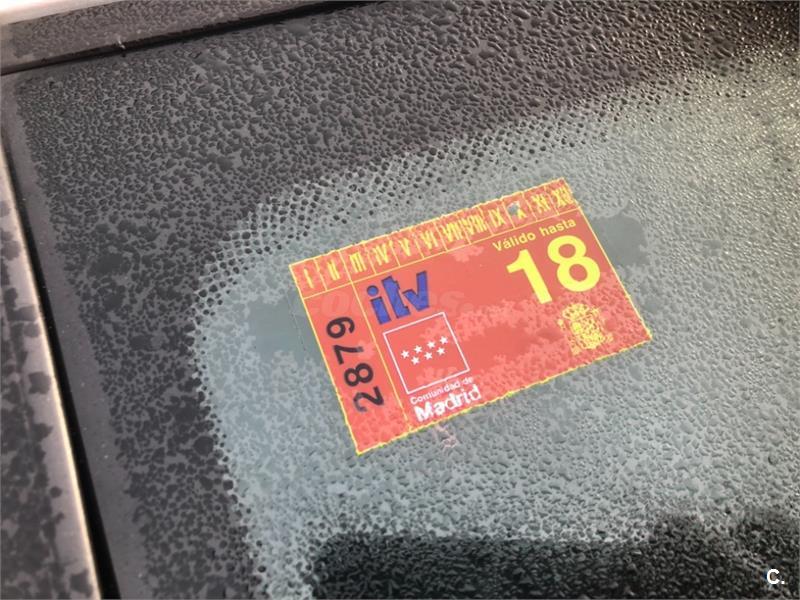 I II III IV V VI VII VIII IX X XI XII
Válido hasta
18
itv
2879
Comunidad de
Madrid
C.